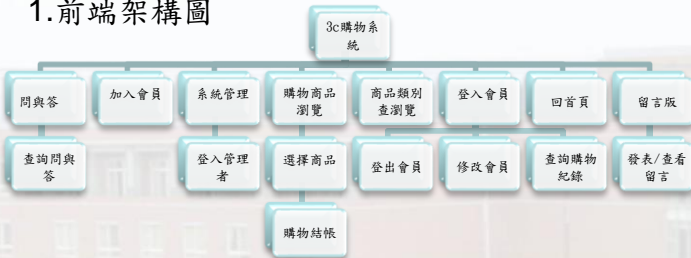 1.前端架構圖
3c購物系
統
問與答
加入會員
系統管理
購物商品
瀏覽
商品類別
查瀏覽
登入會員
回首頁
留言版
查詢問與
答
登入管理
者
選擇商品
登出會員
修改會員
查詢購物
紀錄
發表/查看
留言
購物結帳